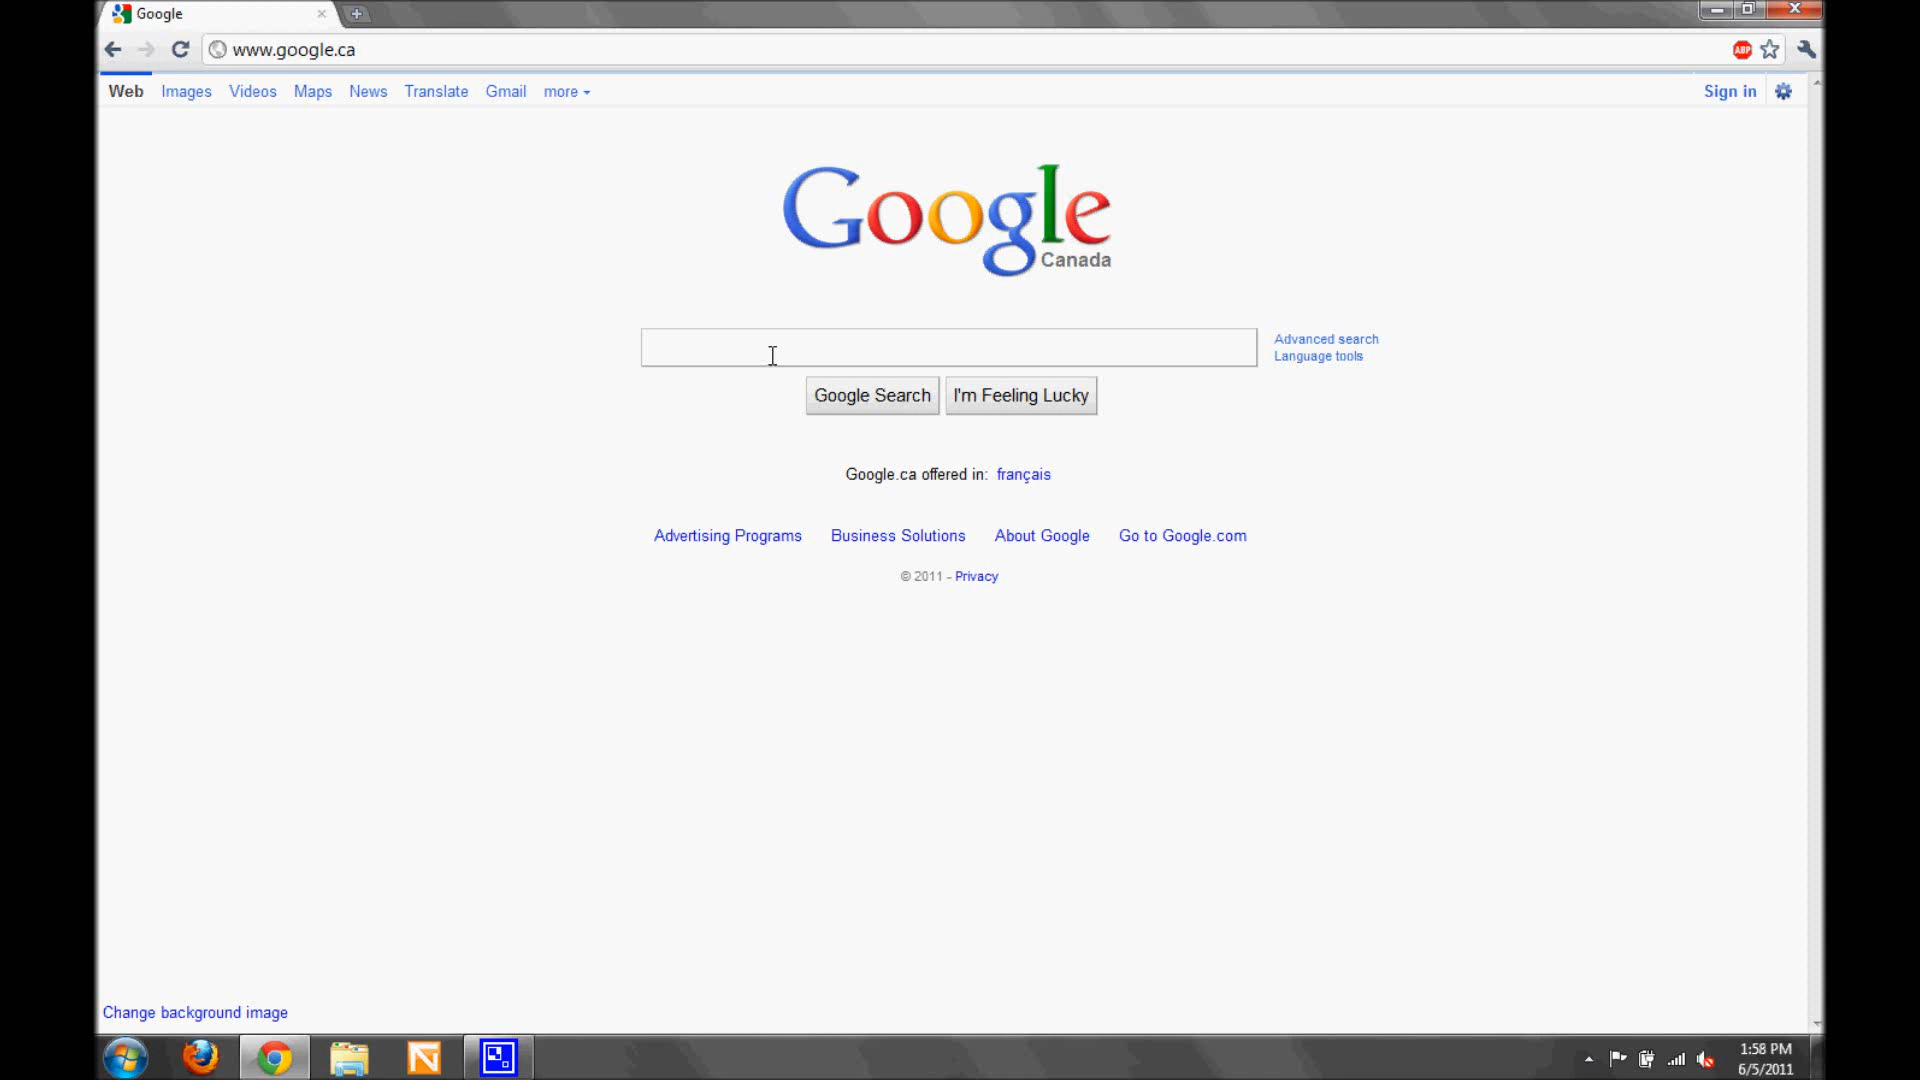 Google
www.google.ca
ABP
Web Images Videos Maps News Translate Gmail more
Sign in
Google
Canada
Advanced search
Language tools
Google Search I'm Feeling Lucky
Google.ca offered in: français
Advertising Programs Business Solutions About Google Go to Google.com
© 2011 - Privacy
Change background image
1:58 PM
6/5/2011